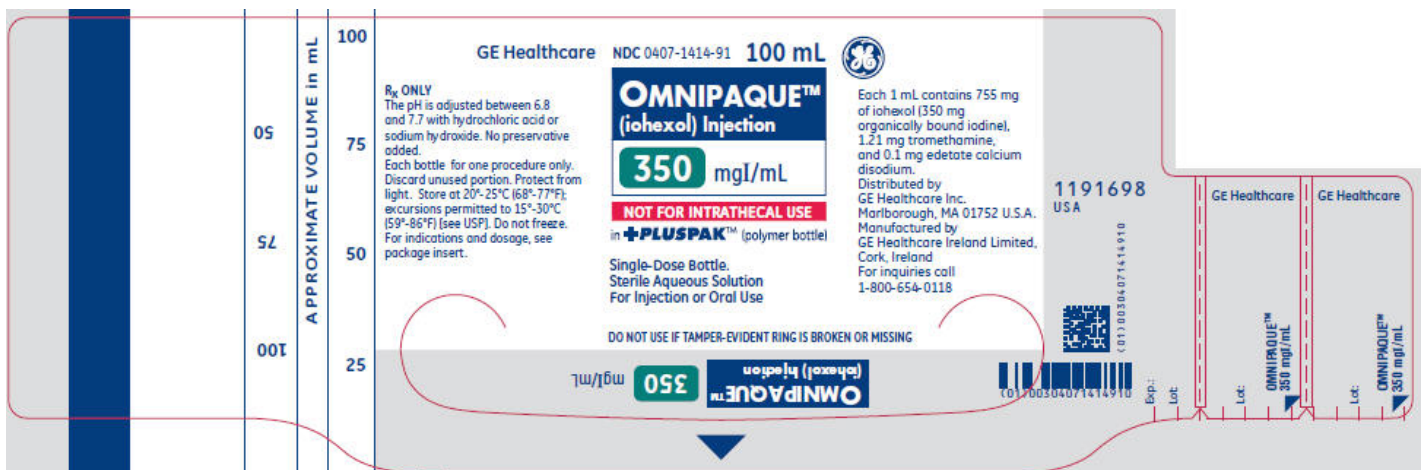 50
75
100
APPROXIMATE VOLUME in mL
100
75
50
25
GE Healthcare
Rx ONLY
The pH is adjusted between 6.8
and 7.7 with hydrochloric acid or
sodium hydroxide. No preservative
added.
Each bottle for one procedure only.
Discard unused portion. Protect from
light. Store at 20°-25°C (68°-77°F);
excursions permitted to 15°-30°C
(59°-86°F) [see USP]. Do not freeze.
For indications and dosage, see
package insert.
NDC 0407-1414-91 100 mL
OMNIPAQUE™
(iohexol) Injection
350 mgI/mL
NOT FOR INTRATHECAL USE
in +PLUSPAK™ (polymer bottle)
Single-Dose Bottle.
Sterile Aqueous Solution
For Injection or Oral Use
DO NOT USE IF TAMPER-EVIDENT RING IS BROKEN OR MISSING
OMNIPAQUE™
(iohexol) Injection
350 mgI/mL
GE
Each 1 mL contains 755 mg
of iohexol (350 mg
organically bound iodine),
1.21 mg tromethamine,
and 0.1 mg edetate calcium
disodium.
Distributed by
GE Healthcare Inc.
Marlborough, MA 01752 U.S.A.
Manufactured by
GE Healthcare Ireland Limited,
Cork, Ireland
For inquiries call
1-800-654-0118
1191698
USA
(01)00304071414910
(01)00304071414910
Exp.:
Lot:
GE Healthcare
Lot:
OMNIPAQUE™
350 mgI/mL
GE Healthcare
Lot:
OMNIPAQUE™
350 mgI/mL